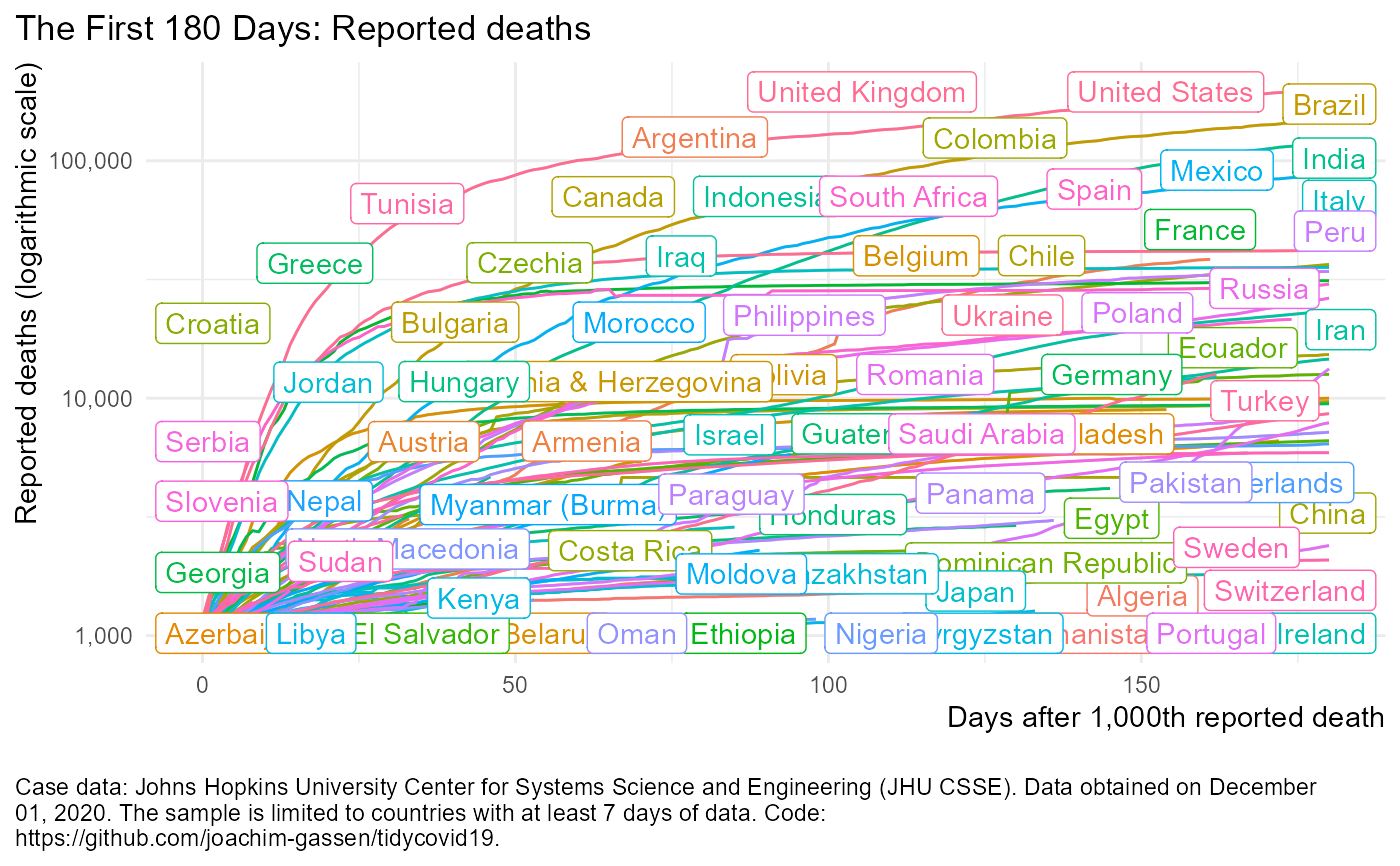 The First 180 Days: Reported deaths
Reported deaths (logarithmic scale)
United Kingdom United States Brazil
Argentina Colombia
100,000
India
Mexico
Tunisia Canada Indonesia South Africa Spain
Italy
France Peru
Greece Czechia Iraq Belgium Chile
Russia
Croatia Bulgaria Morocco Philippines Ukraine Poland
Iran
Ecuador
Jordan Hungary nia & Herzegovina livia Romania Germany
10,000
Turkey
Serbia Austria Armenia Israel Guater Saudi Arabia ladesh
Slovenia Nepal Myanmar (Burma) Paraguay Panama Pakistan erlands
Honduras Egypt China
Macedonia Costa Rica Sweden
Georgia Sudan Dominican Republic
Moldova zakhstan
Kenya Japan Algeria Switzerland
1,000
Azerbai Libya El Salvador Belaru Oman Ethiopia Nigeria rgyzstan hanista Portugal Ireland
0 50 100 150
Days after 1,000th reported death
Case data: Johns Hopkins University Center for Systems Science and Engineering (JHU CSSE). Data obtained on December
01, 2020. The sample is limited to countries with at least 7 days of data. Code:
https://github.com/joachim-gassen/tidycovid19.